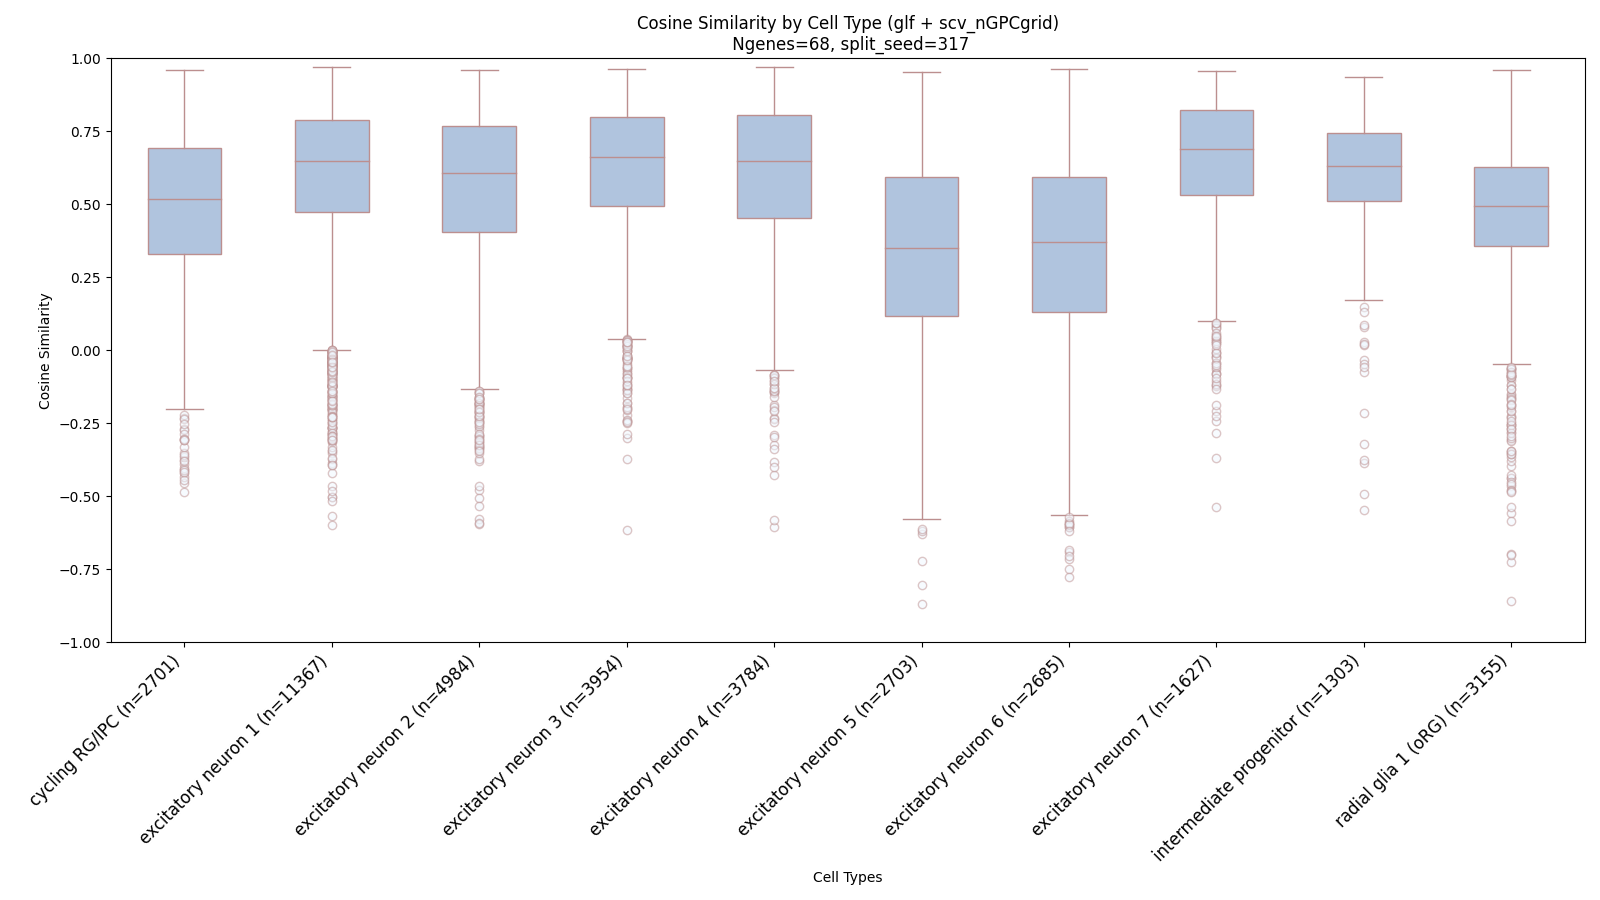 Cosine Similarity by Cell Type (glf + scv_nGPCgrid)
Ngenes=68, split_seed=317
Cosine Similarity
1.00
0.75
0.50
0.25
0.00
−0.25
−0.50
−0.75
−1.00
cycling RG/IPC (n=2701)
excitatory neuron 1 (n=11367)
excitatory neuron 2 (n=4984)
excitatory neuron 3 (n=3954)
excitatory neuron 4 (n=3784)
excitatory neuron 5 (n=2703)
excitatory neuron 6 (n=2685)
excitatory neuron 7 (n=1627)
intermediate progenitor (n=1303)
radial glia 1 (oRG) (n=3155)
Cell Types